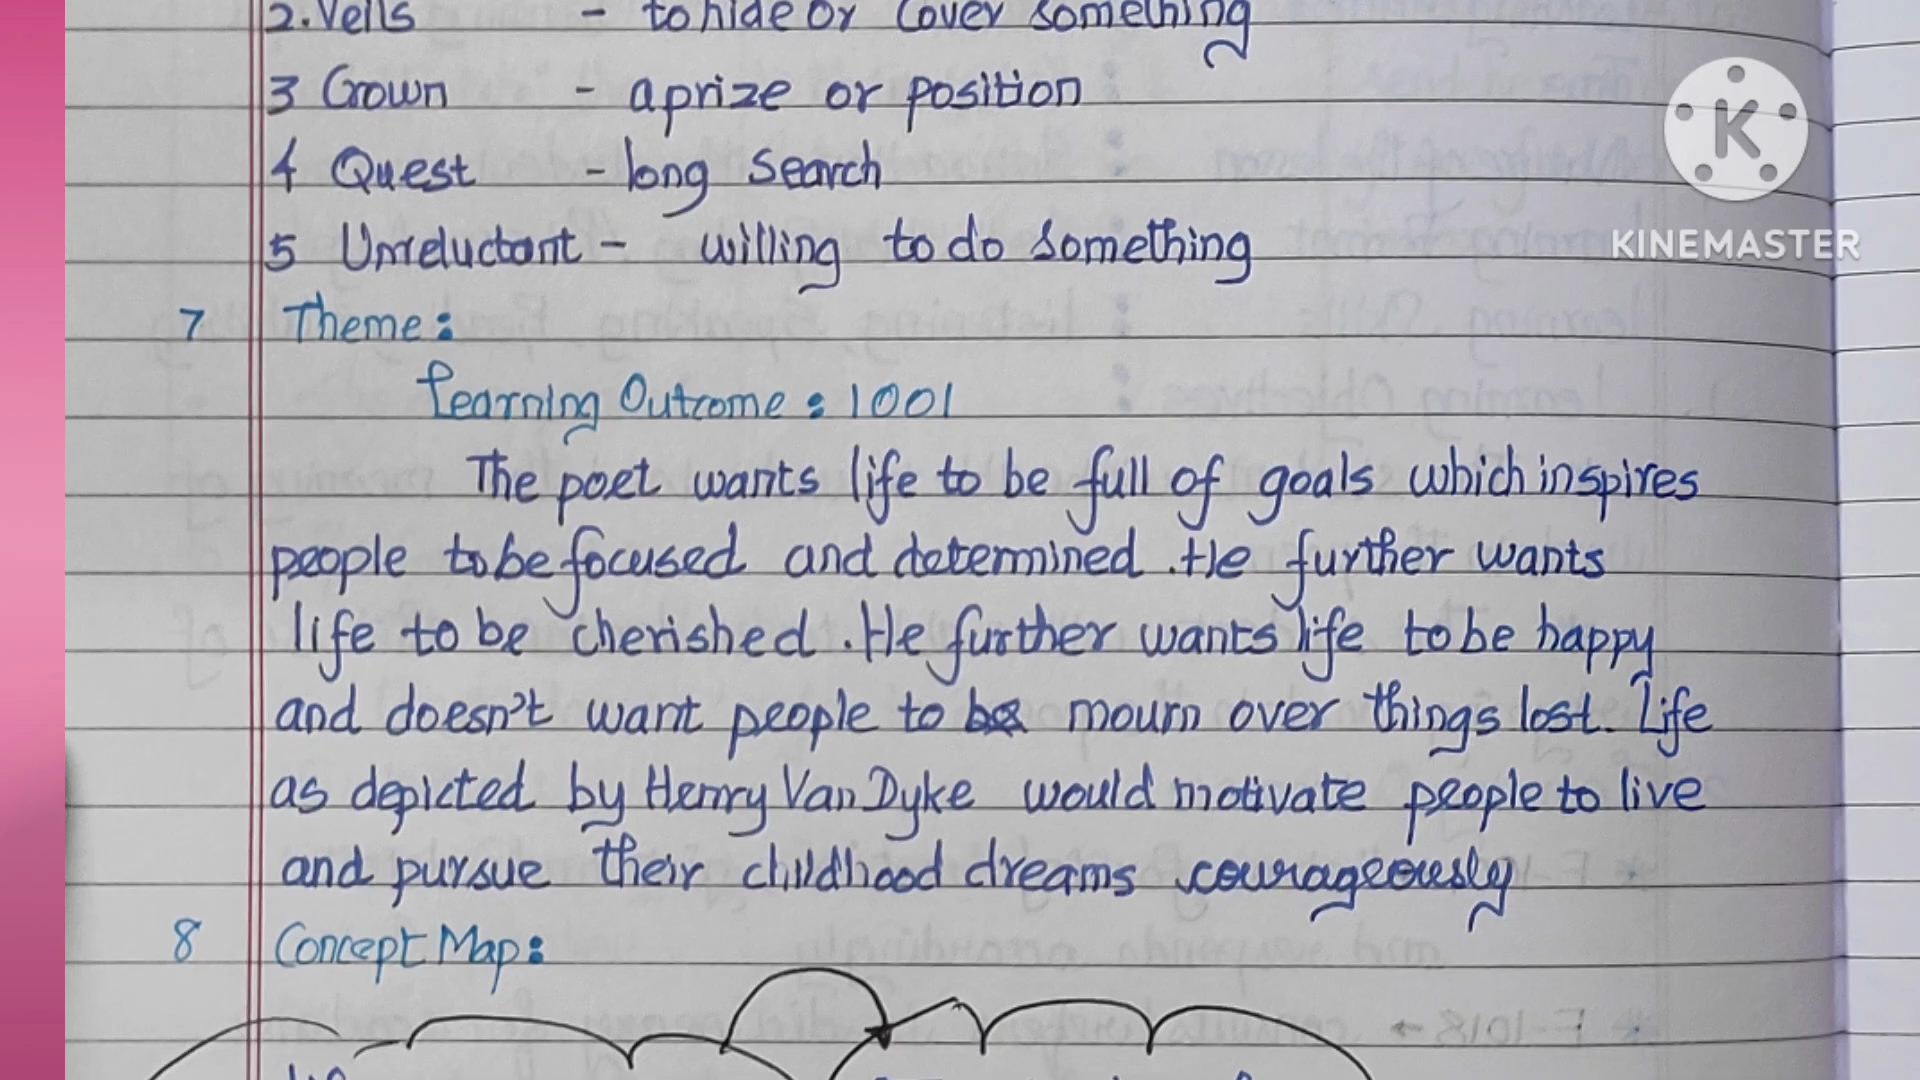 2. Veils - to hide or cover something
3 Crown - a prize or position
4 Quest - long search
5 Unreluctant - willing to do something
7 Theme:
Learning Outcome: 1001
The poet wants life to be full of goals which inspires
people to be focused and determined. He further wants
life to be cherished. He further wants life to be happy
and doesn't want people to mourn over things lost. Life
as depicted by Henry Van Dyke would motivate people to live
and pursue their childhood dreams courageously
8 Concept Map:
K
KINEMASTER